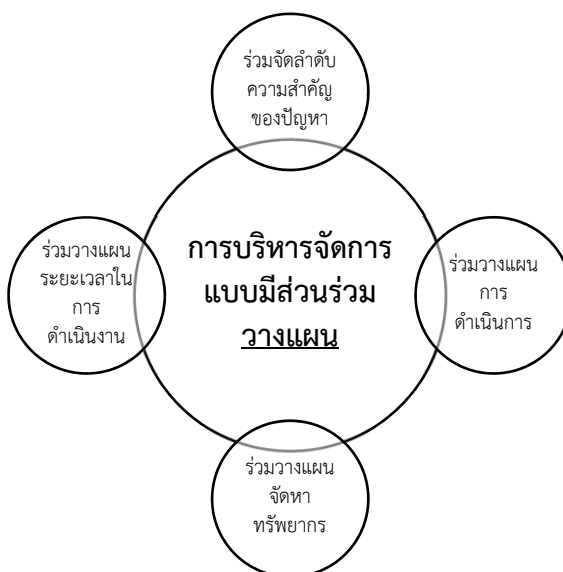 ร่วมจัดลำดับ
ความสำคัญ
ของปัญหา
การบริหารจัดการ
แบบมีส่วนร่วม
วางแผน
ร่วมวางแผน
ระยะเวลาใน
การ
ดำเนินงาน
ร่วมวางแผน
การ
ดำเนินการ
ร่วมวางแผน
จัดหา
ทรัพยากร